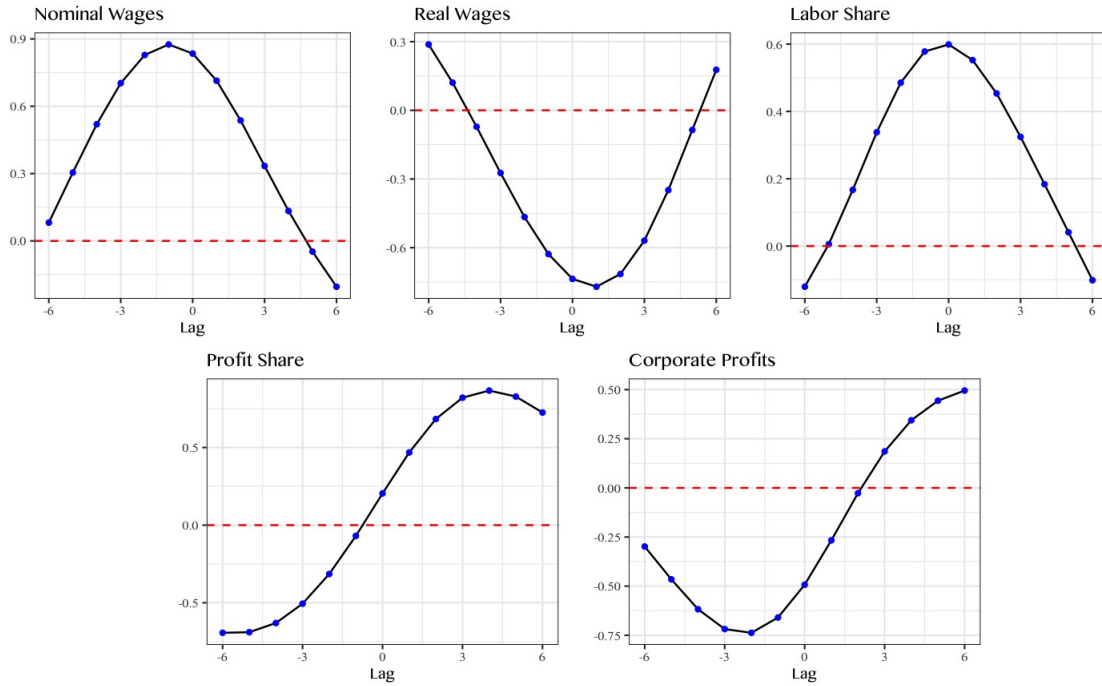 Nominal Wages
0.9
0.6
0.3
0.0
-6 -3 0 3 6
Lag
Real Wages
0.3
0.0
-0.3
-0.6
-6 -3 0 3 6
Lag
Labor Share
0.6
0.4
0.2
0.0
-6 -3 0 3 6
Lag
Profit Share
0.5
0.0
-0.5
-6 -3 0 3 6
Lag
Corporate Profits
0.50
0.25
0.00
-0.25
-0.50
-0.75
-6 -3 0 3 6
Lag